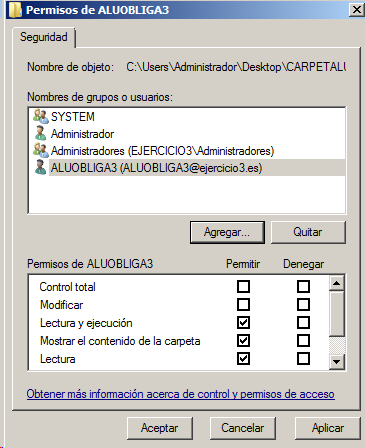 Permisos de ALUOBLIGA3
Seguridad
Nombre de objeto: C:\Users\Administrador\Desktop\CARPETALU
Nombres de grupos o usuarios:
SYSTEM
Administrador
Administradores (EJERCICIO3\Administradores)
ALUOBLIGA3 (ALUOBLIGA3@ejercicio3.es)
Agregar... Quitar
Permisos de ALUOBLIGA3 Permitir Denegar
Control total
Modificar
Lectura y ejecución
Mostrar el contenido de la carpeta
Lectura
Obtener más información acerca de control y permisos de acceso
Aceptar Cancelar Aplicar